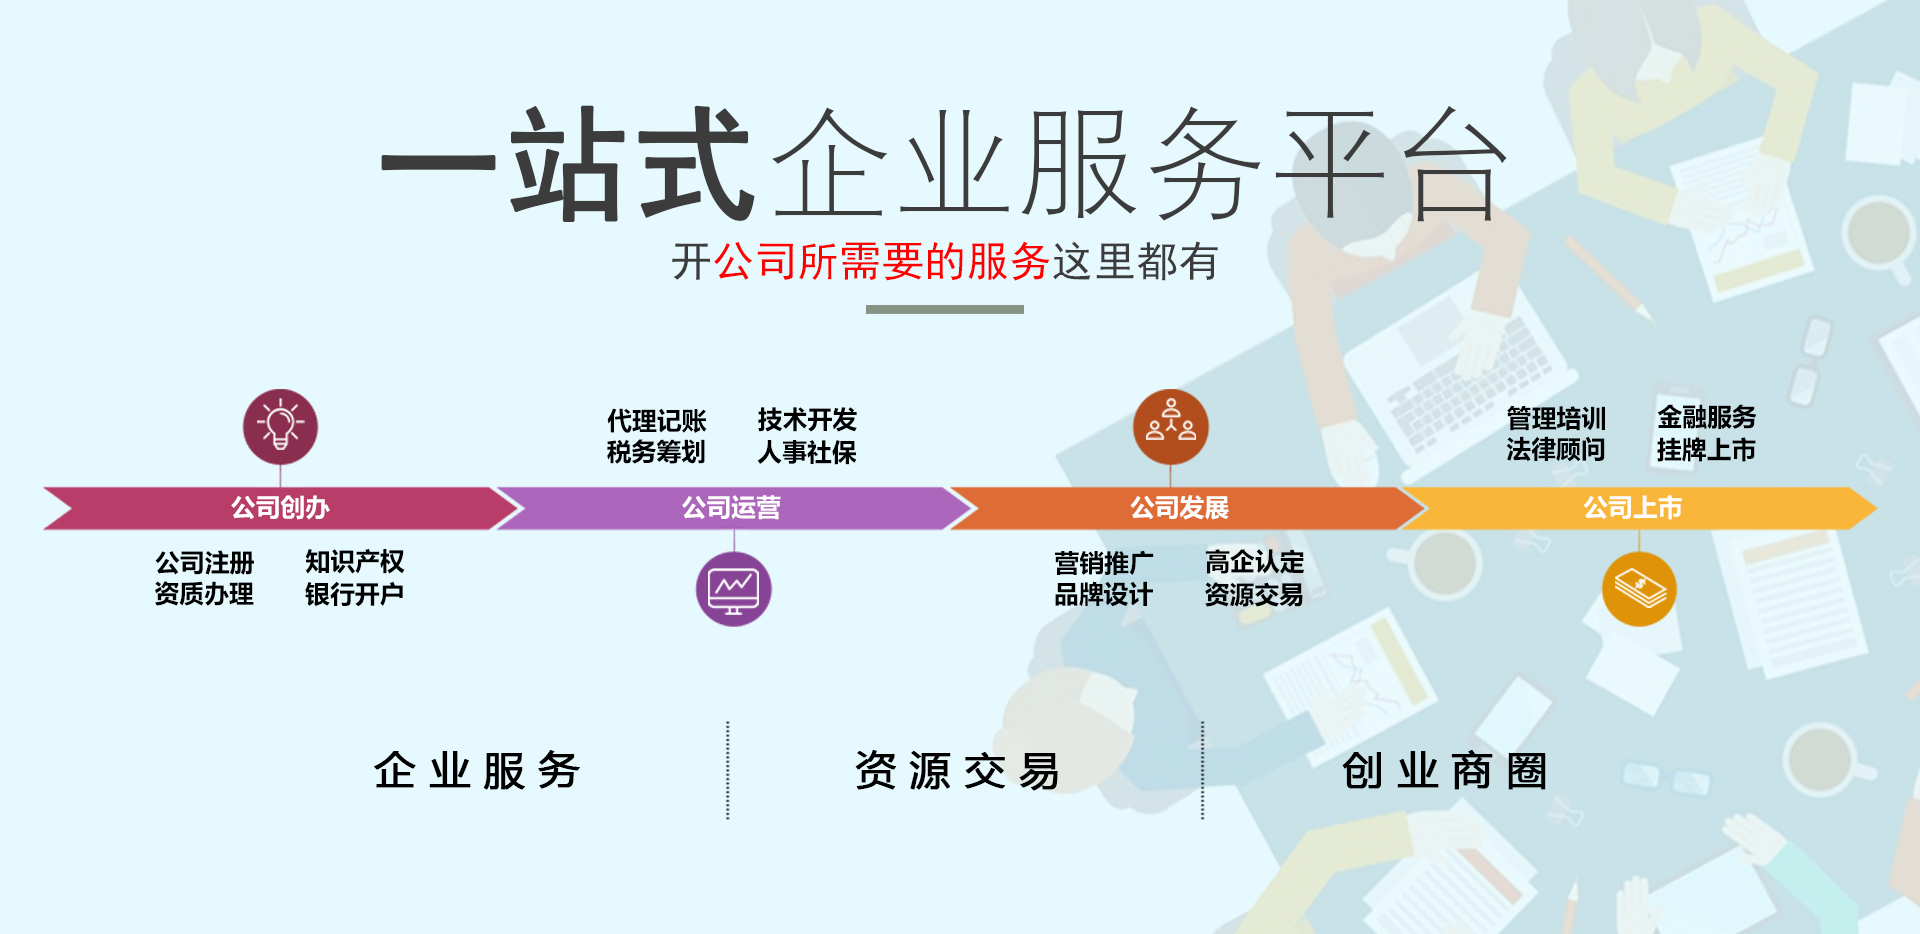 一站式企业服务平台
开公司所需要的服务这里都有
代理记账 技术开发
税务筹划 人事社保
管理培训 金融服务
法律顾问 挂牌上市
公司创办 公司运营 公司发展 公司上市
公司注册 知识产权
资质办理 银行开户
营销推广 高企认定
品牌设计 资源交易
企业服务 资源交易 创业商圈